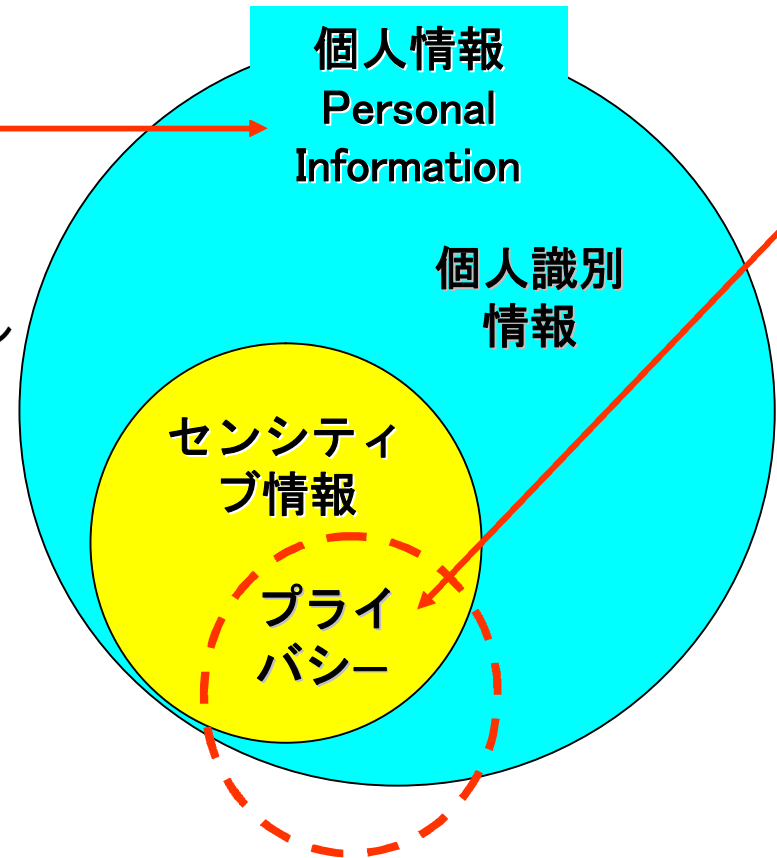 個人情報
Personal
Information
個人識別
情報
ン
センシティ
ブ情報
プライ
バシー